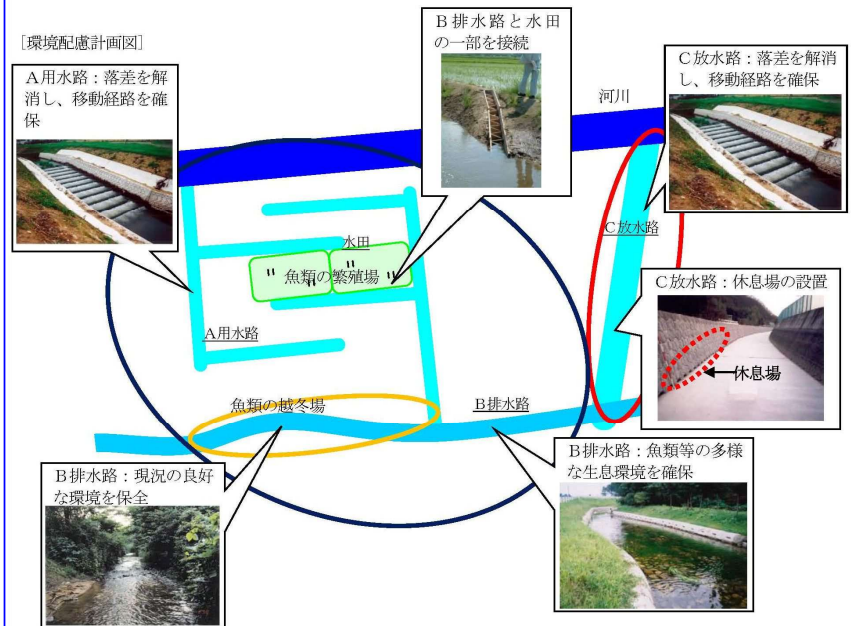 ［環境配慮計画図］
Ｂ排水路と水田
の一部を接続
Ａ用水路：落差を解
消し、移動経路を確
保
河川
Ｃ放水路：落差を解消
し、移動経路を確保
水田
魚類の繁殖場
Ｃ放水路
Ａ用水路
Ｃ放水路：休息場の設置
休息場
魚類の越冬場
Ｂ排水路
Ｂ排水路：現況の良好
な環境を保全
Ｂ排水路：魚類等の多様
な生息環境を確保